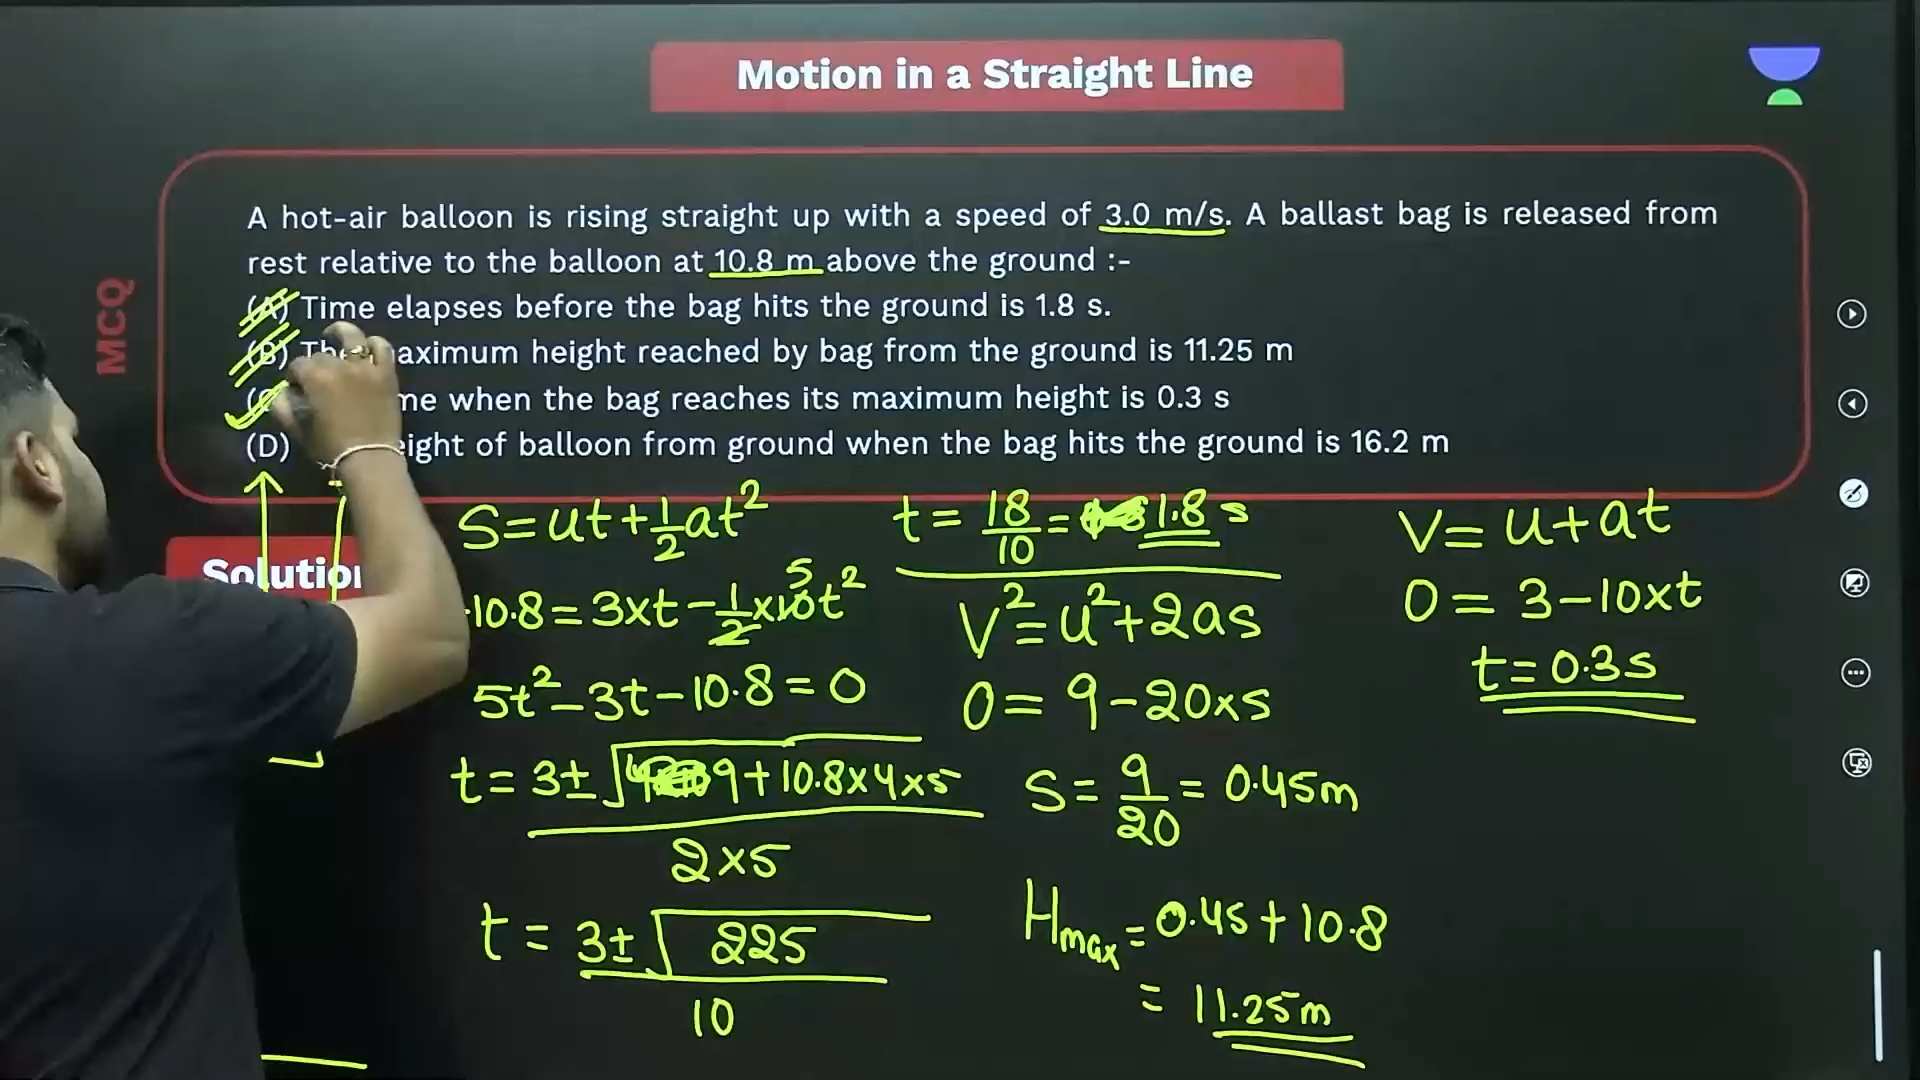 Motion in a Straight Line
MCQ
A hot-air balloon is rising straight up with a speed of 3.0 m/s. A ballast bag is released from
rest relative to the balloon at 10.8 m above the ground :-
(A) Time elapses before the bag hits the ground is 1.8 s.
(B) The maximum height reached by bag from the ground is 11.25 m
when the bag reaches its maximum height is 0.3 s
(D) of balloon from ground when the bag hits the ground is 16.2 m
Solution
S=ut+1/2at²
-10.8=3xt-1/2x10t²
5
5t²-3t-10.8=0
t=3±√9+10.8x4x5
2x5
t=3±√225
10
t=18/10=1.8 s
V²=u²+2as
0=9-20xs
S=9/20=0.45m
Hmax=0.45+10.8
=11.25m
V=u+at
0=3-10xt
t=0.3s